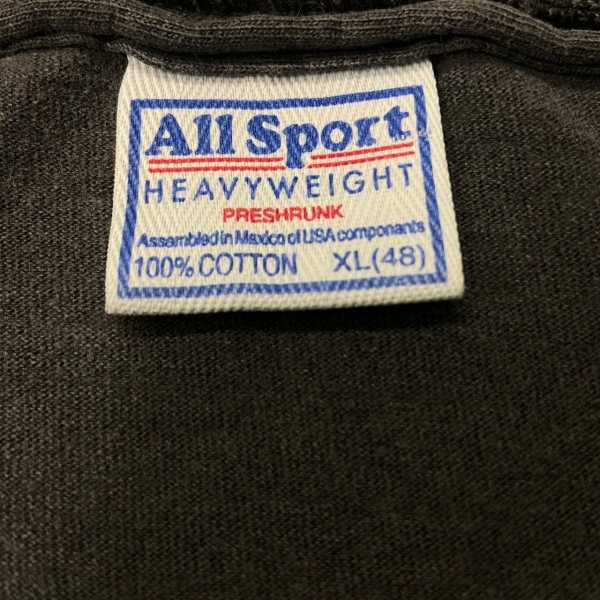 All Sport
HEAVYWEIGHT
PRESHRUNK
Assembled in Mexico of USA components
100% COTTON XL(48)